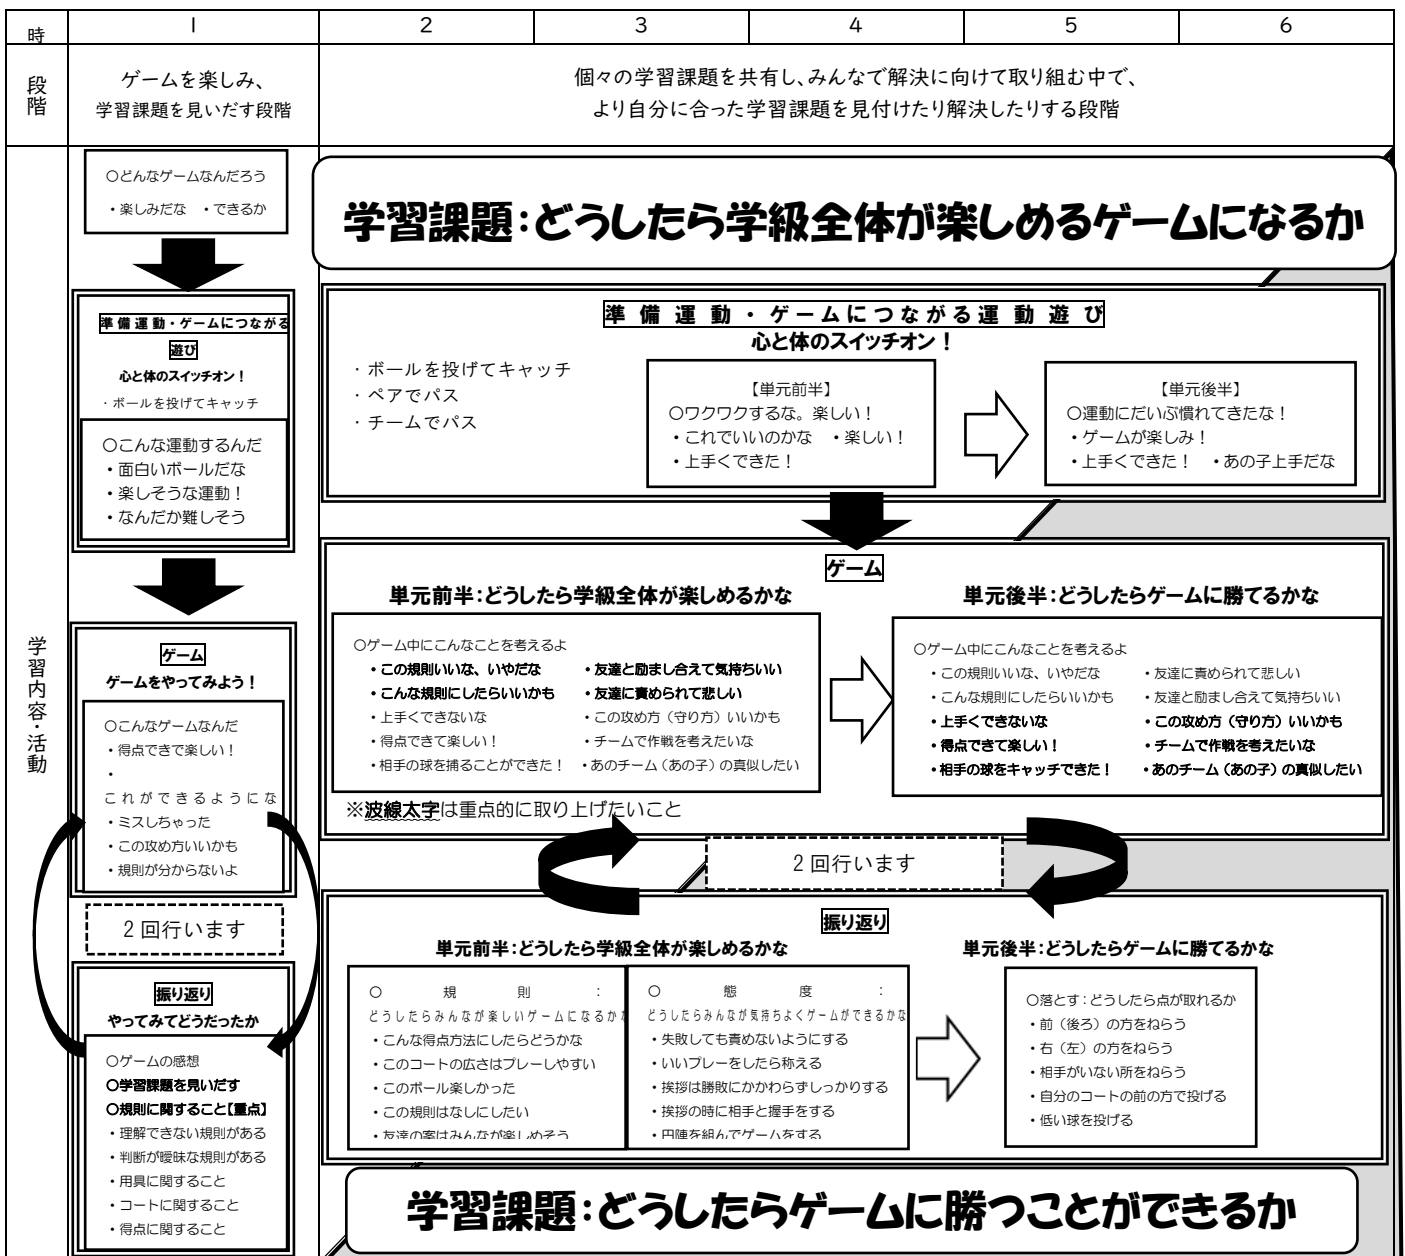 時
1
2
3
4
5
6
段階
ゲームを楽しみ、
学習課題を見いだす段階
個々の学習課題を共有し、みんなで解決に向けて取り組む中で、
より自分に合った学習課題を見付けたり解決したりする段階
学習内容・活動
〇どんなゲームなんだろう
・楽しみだな ・できるか
準備運動・ゲームにつながる
遊び
心と体のスイッチオン！
・ボールを投げてキャッチ
〇こんな運動するんだ
・面白いボールだな
・楽しそうな運動！
・なんだか難しそう
ゲーム
ゲームをやってみよう！
〇こんなゲームなんだ
・得点できで楽しい！
・
これができるようにな
・ミスしちゃった
・この攻め方いいかも
・規則が分からないよ
2回行います
振り返り
やってみてどうだったか
〇ゲームの感想
〇学習課題を見いだす
〇規則に関すること【重点】
・理解できない規則がある
・判断が曖昧な規則がある
・用具に関すること
・コートに関すること
・得点に関すること
学習課題：どうしたら学級全体が楽しめるゲームになるか
準備運動・ゲームにつながる運動遊び
心と体のスイッチオン！
・ボールを投げてキャッチ
・ペアでパス
・チームでパス
【単元前半】
〇ワクワクするな。楽しい！
・これでいいのかな ・楽しい！
・上手くできた！
【単元後半】
〇運動にだいぶ慣れてきたな！
・ゲームが楽しみ！
・上手くできた！ ・あの子上手だな
ゲーム
単元前半：どうしたら学級全体が楽しめるかな
〇ゲーム中にこんなことを考えるよ
・この規則いいな、いやだな ・友達と励まし合えて気持ちいい
・こんな規則にしたらいいかも ・友達に責められて悲しい
・上手くできないな ・この攻め方（守り方）いいかも
・得点できて楽しい！ ・チームで作戦を考えたいな
・相手の球を捕ることができた！ ・あのチーム（あの子）の真似したい
※波線太字は重点的に取り上げたいこと
単元後半：どうしたらゲームに勝てるかな
〇ゲーム中にこんなことを考えるよ
・この規則いいな、いやだな ・友達に責められて悲しい
・こんな規則にしたらいいかも ・友達と励まし合えて気持ちいい
・上手くできないな ・この攻め方（守り方）いいかも
・得点できて楽しい！ ・チームで作戦を考えたいな
・相手の球をキャッチできた！ ・あのチーム（あの子）の真似したい
2回行います
振り返り
単元前半：どうしたら学級全体が楽しめるかな
〇規則：
どうしたらみんなが楽しいゲームになるかな
・こんな得点方法にしたらどうかな
・このコートの広さはプレーしやすい
・このボール楽しかった
・この規則はなしにしたい
・友達の案はみんなが楽しめそう
〇態度：
どうしたらみんなが気持ちよくゲームができるかな
・失敗しても責めないようにする
・いいプレーをしたら称える
・挨拶は勝敗にかかわらずしっかりする
・挨拶の時に相手と握手をする
・円陣を組んでゲームをする
単元後半：どうしたらゲームに勝てるかな
〇落とす：どうしたら点が取れるか
・前（後ろ）の方をねらう
・右（左）の方をねらう
・相手がいない所をねらう
・自分のコートの前の方で投げる
・低い球を投げる
学習課題：どうしたらゲームに勝つことができるか